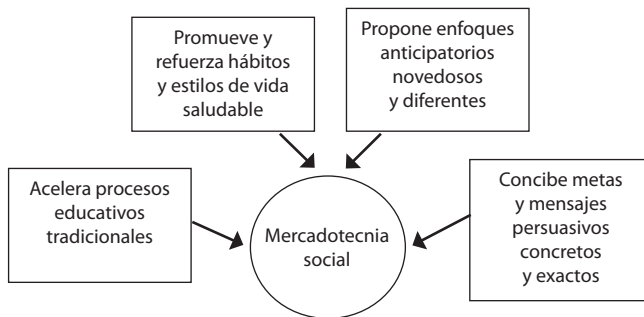 Promueve y
refuerza hábitos
y estilos de vida
saludable
Propone enfoques
anticipatorios
novedosos
y diferentes
Acelera procesos
educativos
tradicionales
Mercadotecnia
social
Concibe metas
y mensajes
persuasivos
concretos
y exactos